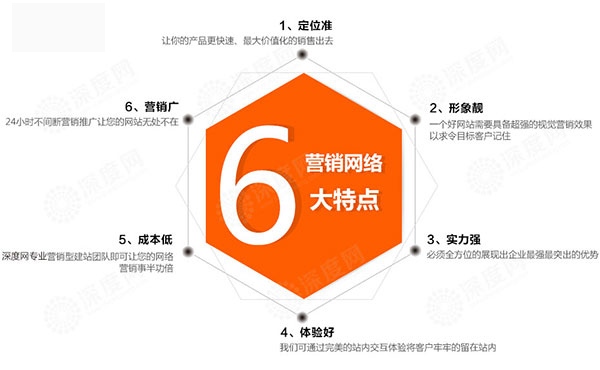 1、定位准
让你的产品更快速、最大价值化的销售出去
6、营销广
24小时不间断营销推广让您的网站无处不在
2、形象靓
一个好网站需要具备超强的视觉营销效果
以求令目标客户记住
6
营销网络
大特点
5、成本低
深度网专业营销型建站团队即可让您的网络
营销事半功倍
3、实力强
必须全方位的展现出企业最强最突出的优势
4、体验好
我们可通过完美的站内交互体验将客户牢牢的留在站内
深度网
深度网
深度网
深度网
深度网